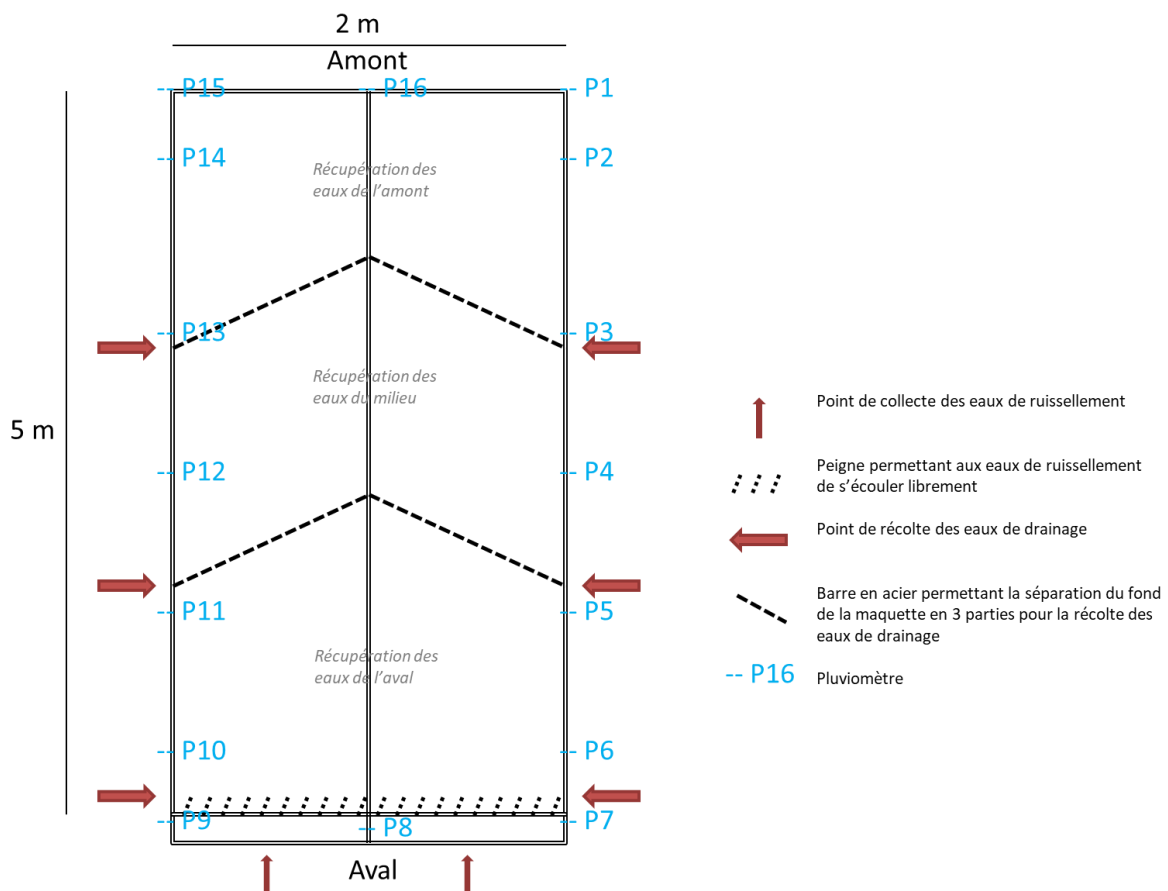 2 m
Amont
-- P15
-- P16
-- P1
-- P14
-- P2
Récupération des
eaux de l'amont
-- P13
-- P3
Récupération des
eaux du milieu
5 m
-- P12
-- P4
-- P11
-- P5
Récupération des
eaux de l'aval
-- P10
-- P6
-- P9
-- P8
-- P7
Aval
Point de collecte des eaux de ruissellement
Peigne permettant aux eaux de ruissellement
de s'écouler librement
Point de récolte des eaux de drainage
Barre en acier permettant la séparation du fond
de la maquette en 3 parties pour la récolte des
eaux de drainage
-- P16 Pluviomètre